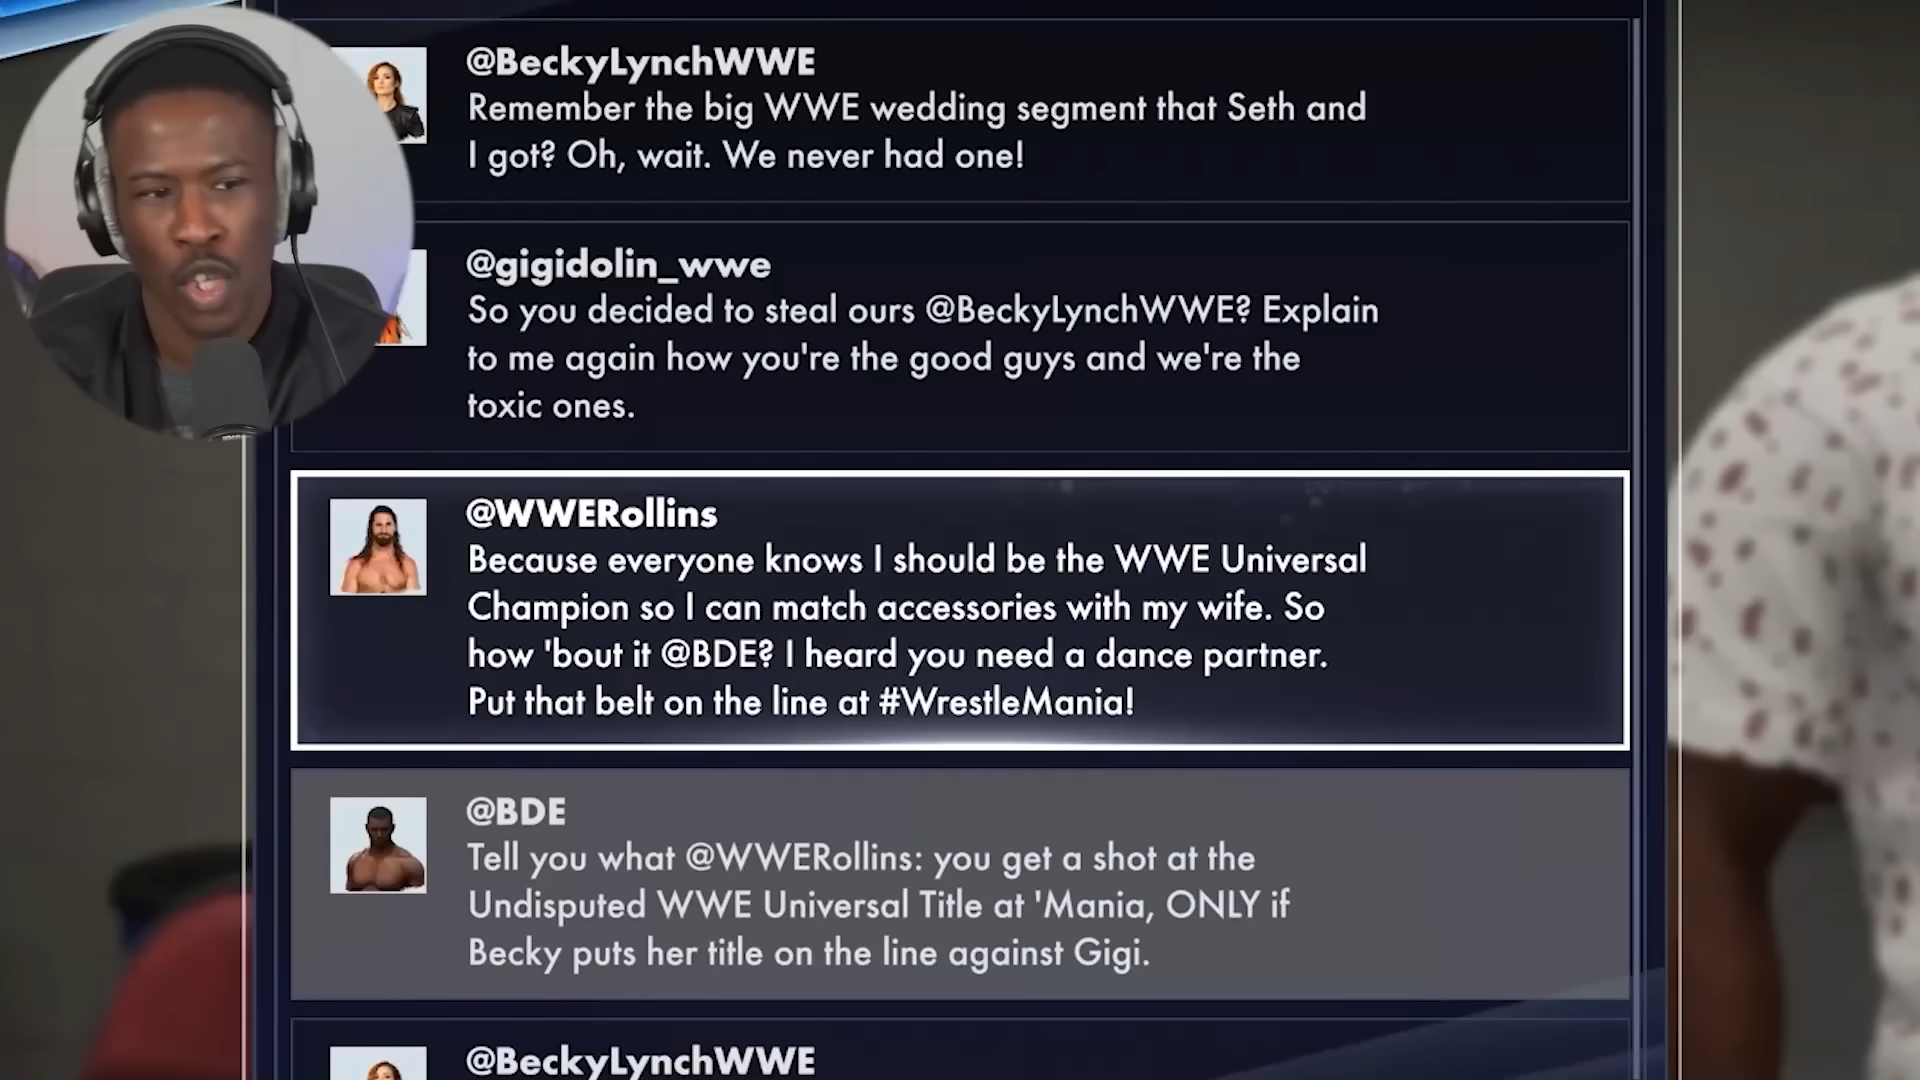 @BeckyLynchWWE
Remember the big WWE wedding segment that Seth and
I got? Oh, wait. We never had one!
@gigidolin_wwe
So you decided to steal ours @BeckyLynchWWE? Explain
to me again how you're the good guys and we're the
toxic ones.
@WWERollins
Because everyone knows I should be the WWE Universal
Champion so I can match accessories with my wife. So
how 'bout it @BDE? I heard you need a dance partner.
Put that belt on the line at #WrestleMania!
@BDE
Tell you what @WWERollins: you get a shot at the
Undisputed WWE Universal Title at 'Mania, ONLY if
Becky puts her title on the line against Gigi.
@BeckyLynchWWE